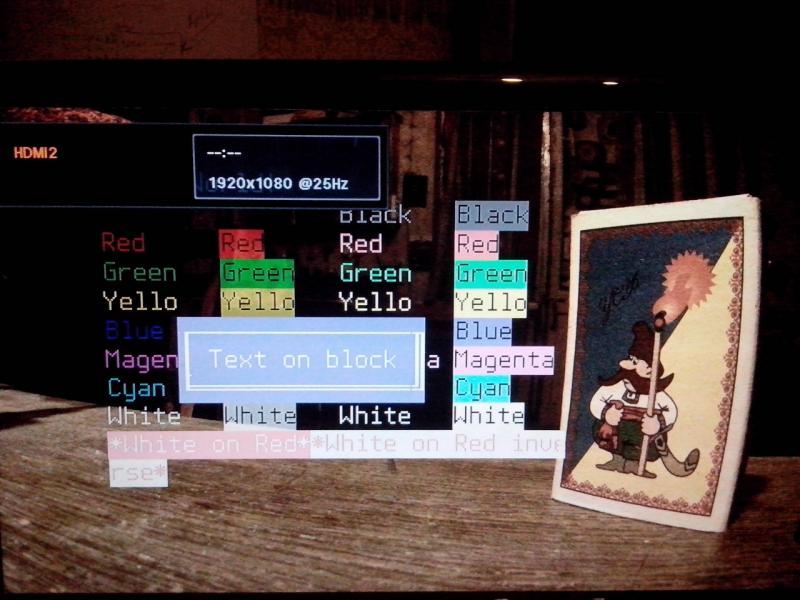 HDMI2
--:--
1920x1080 @25Hz
Black Black
Red Red Red Red
Green Green Green Green
Yello Yello Yello Yello
Blue Blue
Magen a Magenta
Text on block
Cyan Cyan
White White White White
*White on Red**White on Red inve
rse*